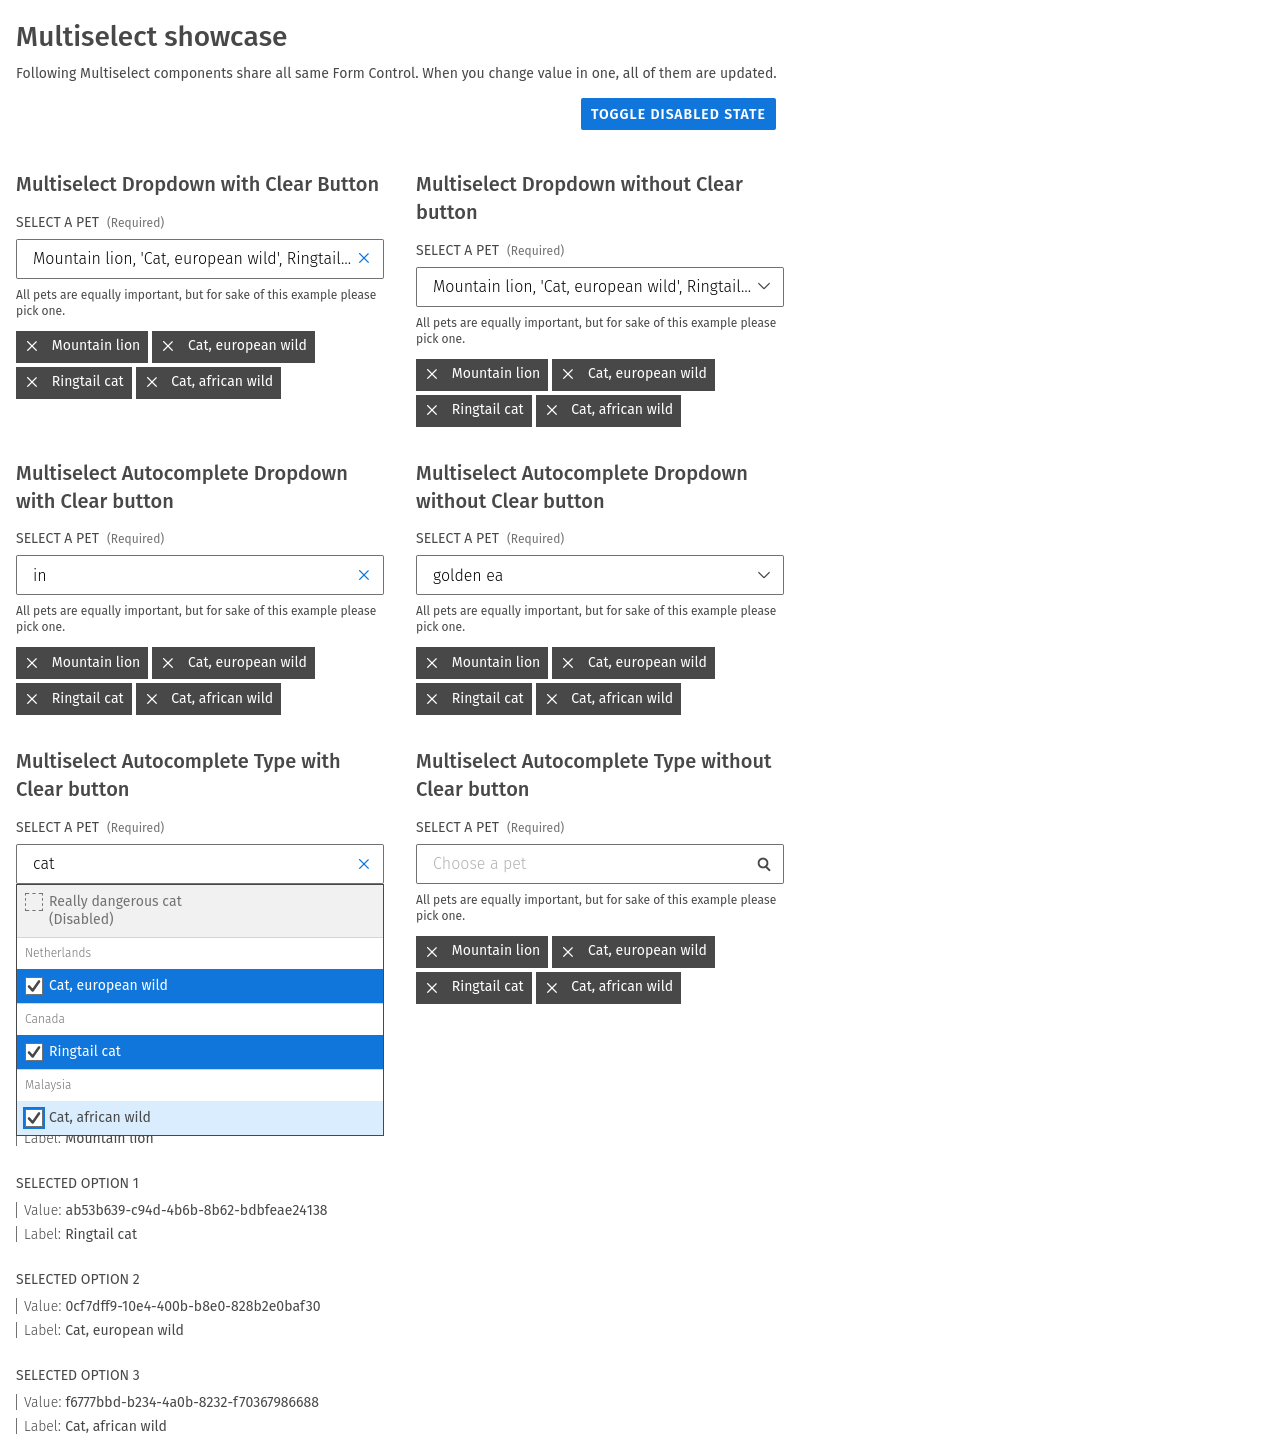 Multiselect showcase
Following Multiselect components share all same Form Control. When you change value in one, all of them are updated.
TOGGLE DISABLED STATE
Multiselect Dropdown with Clear Button
SELECT A PET (Required)
Mountain lion, 'Cat, european wild', Ringtail...
All pets are equally important, but for sake of this example please
pick one.
Mountain lion
Cat, european wild
Ringtail cat
Cat, african wild
Multiselect Dropdown without Clear
button
SELECT A PET (Required)
Mountain lion, 'Cat, european wild', Ringtail...
All pets are equally important, but for sake of this example please
pick one.
Mountain lion
Cat, european wild
Ringtail cat
Cat, african wild
Multiselect Autocomplete Dropdown
with Clear button
SELECT A PET (Required)
in
All pets are equally important, but for sake of this example please
pick one.
Mountain lion
Cat, european wild
Ringtail cat
Cat, african wild
Multiselect Autocomplete Dropdown
without Clear button
SELECT A PET (Required)
golden ea
All pets are equally important, but for sake of this example please
pick one.
Mountain lion
Cat, european wild
Ringtail cat
Cat, african wild
Multiselect Autocomplete Type with
Clear button
SELECT A PET (Required)
cat
Really dangerous cat
(Disabled)
Netherlands
Cat, european wild
Canada
Ringtail cat
Malaysia
Cat, african wild
Multiselect Autocomplete Type without
Clear button
SELECT A PET (Required)
Choose a pet
All pets are equally important, but for sake of this example please
pick one.
Mountain lion
Cat, european wild
Ringtail cat
Cat, african wild
Label: Mountain lion
SELECTED OPTION 1
Value: ab53b639-c94d-4b6b-8b62-bdbfeae24138
Label: Ringtail cat
SELECTED OPTION 2
Value: 0cf7dff9-10e4-400b-b8e0-828b2e0baf30
Label: Cat, european wild
SELECTED OPTION 3
Value: f6777bbd-b234-4a0b-8232-f70367986688
Label: Cat, african wild